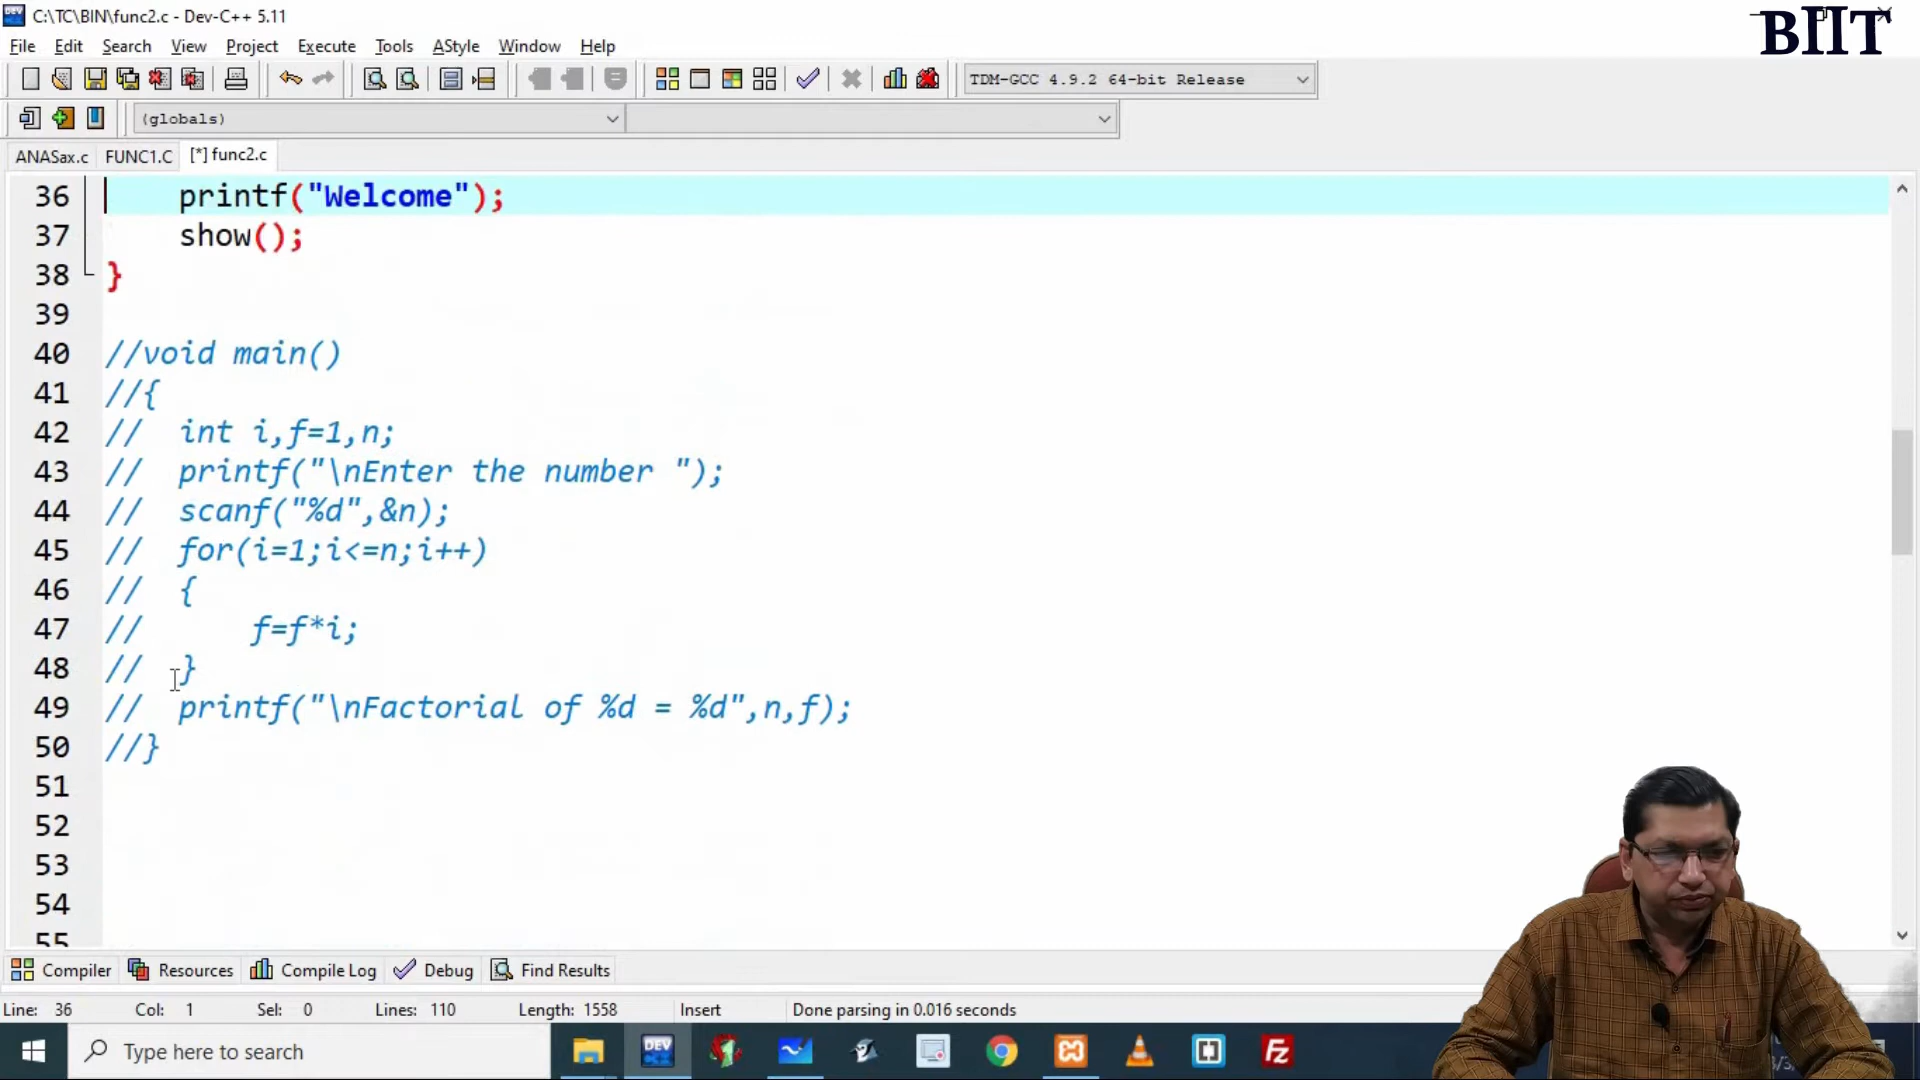 C:\TC\BIN\func2.c - Dev-C++ 5.11
BIIT
File Edit Search View Project Execute Tools AStyle Window Help
TDM-GCC 4.9.2 64-bit Release
(globals)
ANASax.c FUNC1.C [*] func2.c
36 printf("Welcome");
37 show();
38 }
39
40 //void main()
41 //{
42 // int i,f=1,n;
43 // printf("\nEnter the number ");
44 // scanf("%d",&n);
45 // for(i=1;i<=n;i++)
46 // {
47 // f=f*i;
48 // }
49 // printf("\nFactorial of %d = %d",n,f);
50 //}
51
52
53
54
55
Compiler Resources Compile Log Debug Find Results
Line: 36 Col: 1 Sel: 0 Lines: 110 Length: 1558 Insert Done parsing in 0.016 seconds
DEV
Type here to search
Fz